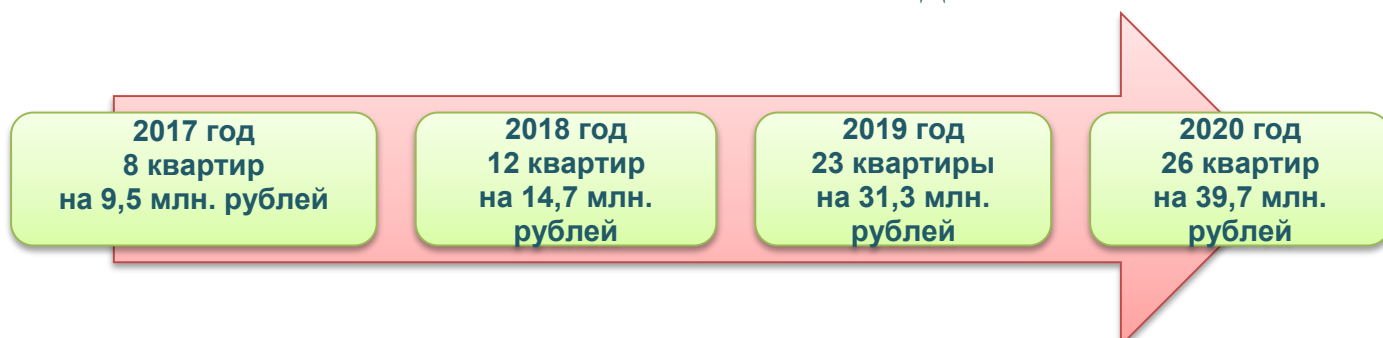 2017 год
8 квартир
на 9,5 млн. рублей
2018 год
12 квартир
на 14,7 млн.
рублей
2019 год
23 квартиры
на 31,3 млн.
рублей
2020 год
26 квартир
на 39,7 млн.
рублей